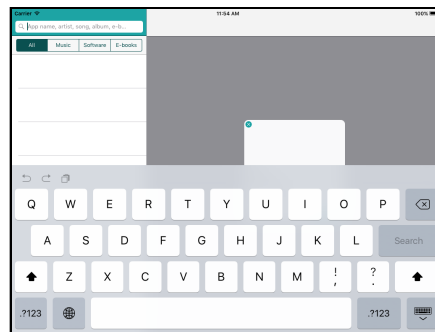 Carrier 11:54 AM 100%
App name, artist, song, album, e-b...
All Music Software E-books
Q W E R T Y U I O P
A S D F G H J K L Search
Z X C V B N M ! , ? .
.?123 .?123